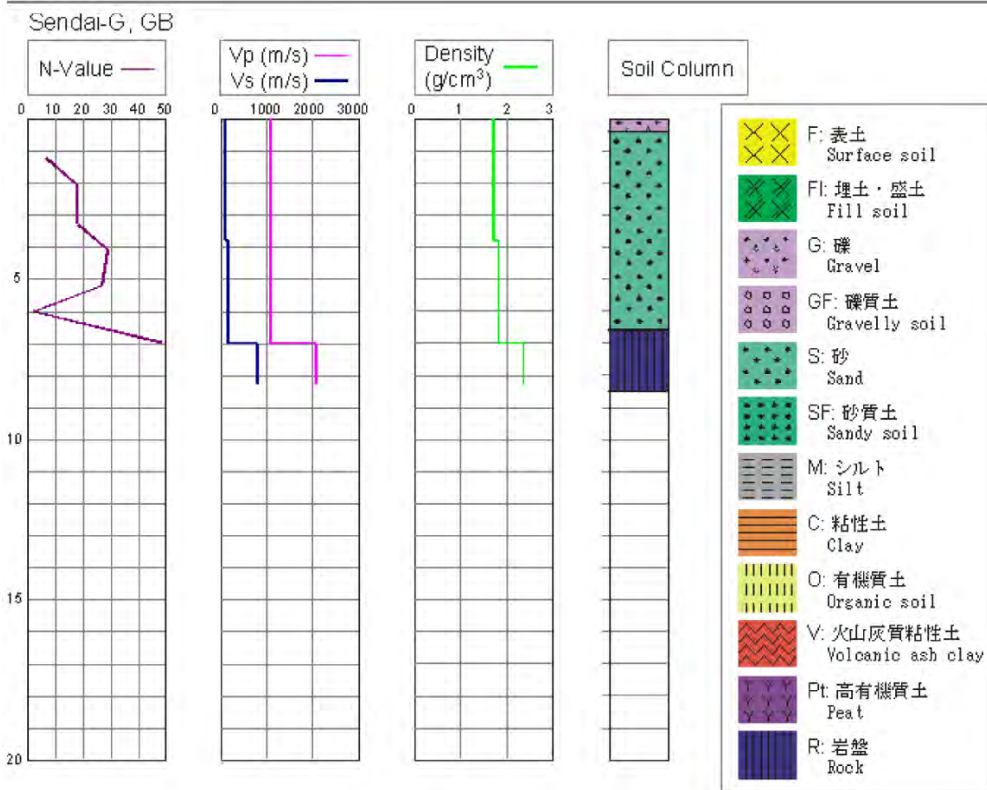 Sendai-G, GB
N-Value
Vp (m/s)
Vs (m/s)
Density
(g/cm³)
Soil Column
0 10 20 30 40 50
0 1000 2000 3000
0 1 2 3
5
10
15
20
F: 表土
Surface soil
FI: 埋土・盛土
Fill soil
G: 礫
Gravel
GF: 礫質土
Gravelly soil
S: 砂
Sand
SF: 砂質土
Sandy soil
M: シルト
Silt
C: 粘性土
Clay
O: 有機質土
Organic soil
V: 火山灰質粘性土
Volcanic ash clay
Pt: 高有機質土
Peat
R: 岩盤
Rock